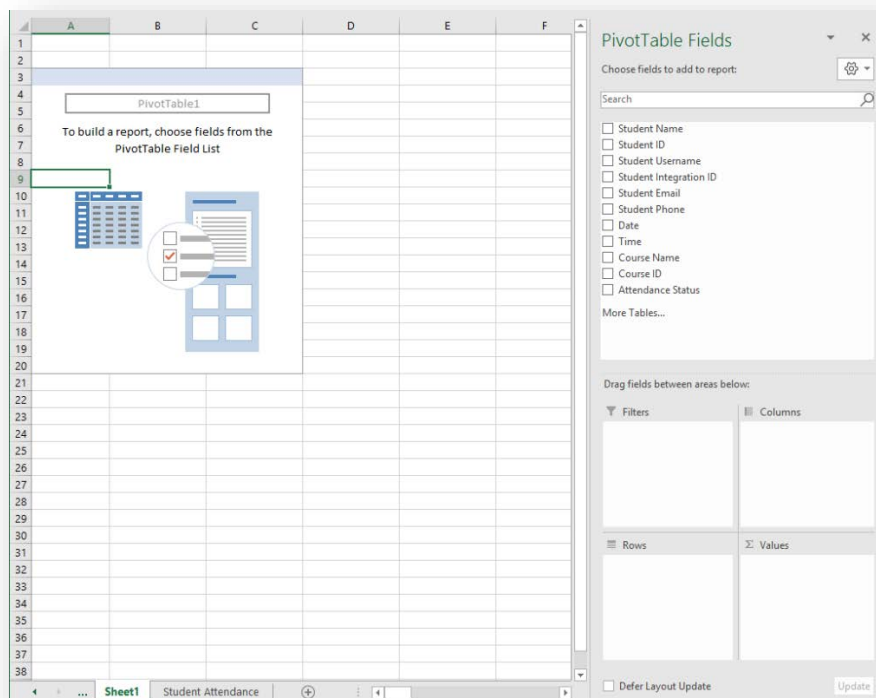 A B C D E F
1
2
3
4
5
6
7
8
9
10
11
12
13
14
15
16
17
18
19
20
21
22
23
24
25
26
27
28
29
30
31
32
33
34
35
36
37
38
PivotTable1
To build a report, choose fields from the
PivotTable Field List
... Sheet1 Student Attendance
PivotTable Fields
Choose fields to add to report:
Search
Student Name
Student ID
Student Username
Student Integration ID
Student Email
Student Phone
Date
Time
Course Name
Course ID
Attendance Status
More Tables...
Drag fields between areas below:
Filters
Columns
Rows
Σ Values
Defer Layout Update
Update